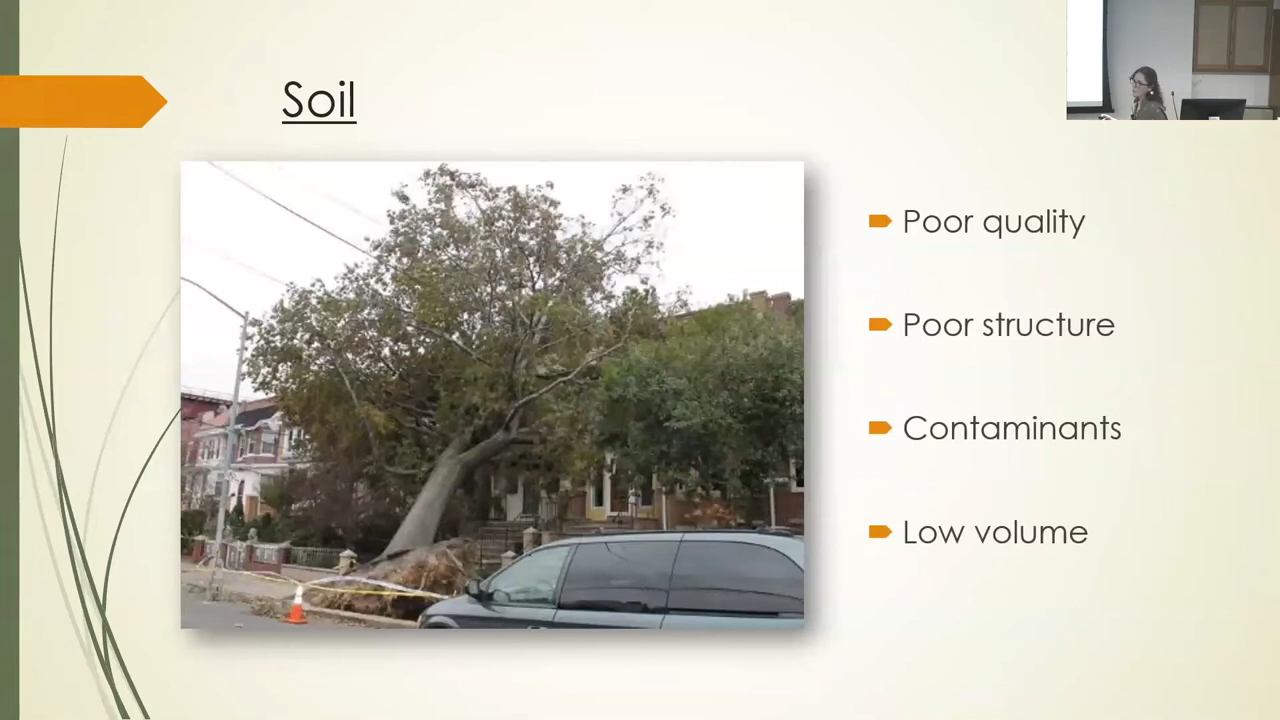 Soil
Poor quality
Poor structure
Contaminants
Low volume